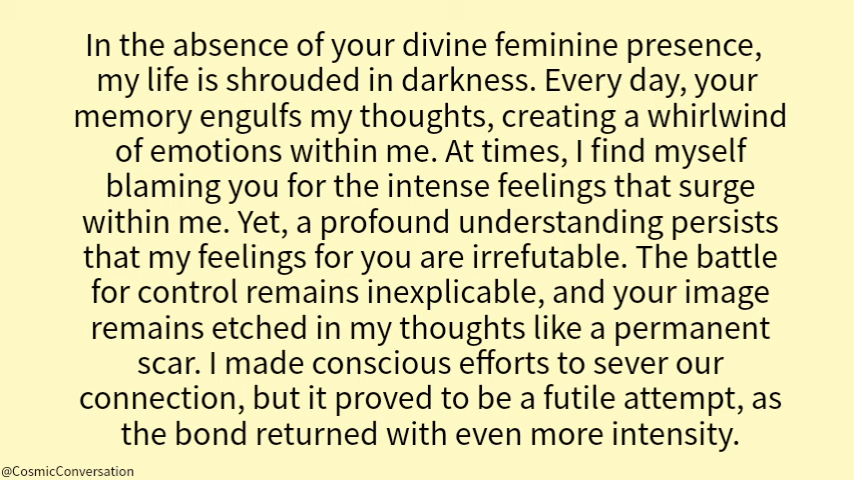 In the absence of your divine feminine presence,
my life is shrouded in darkness. Every day, your
memory engulfs my thoughts, creating a whirlwind
of emotions within me. At times, I find myself
blaming you for the intense feelings that surge
within me. Yet, a profound understanding persists
that my feelings for you are irrefutable. The battle
for control remains inexplicable, and your image
remains etched in my thoughts like a permanent
scar. I made conscious efforts to sever our
connection, but it proved to be a futile attempt, as
the bond returned with even more intensity.
@CosmicConversation